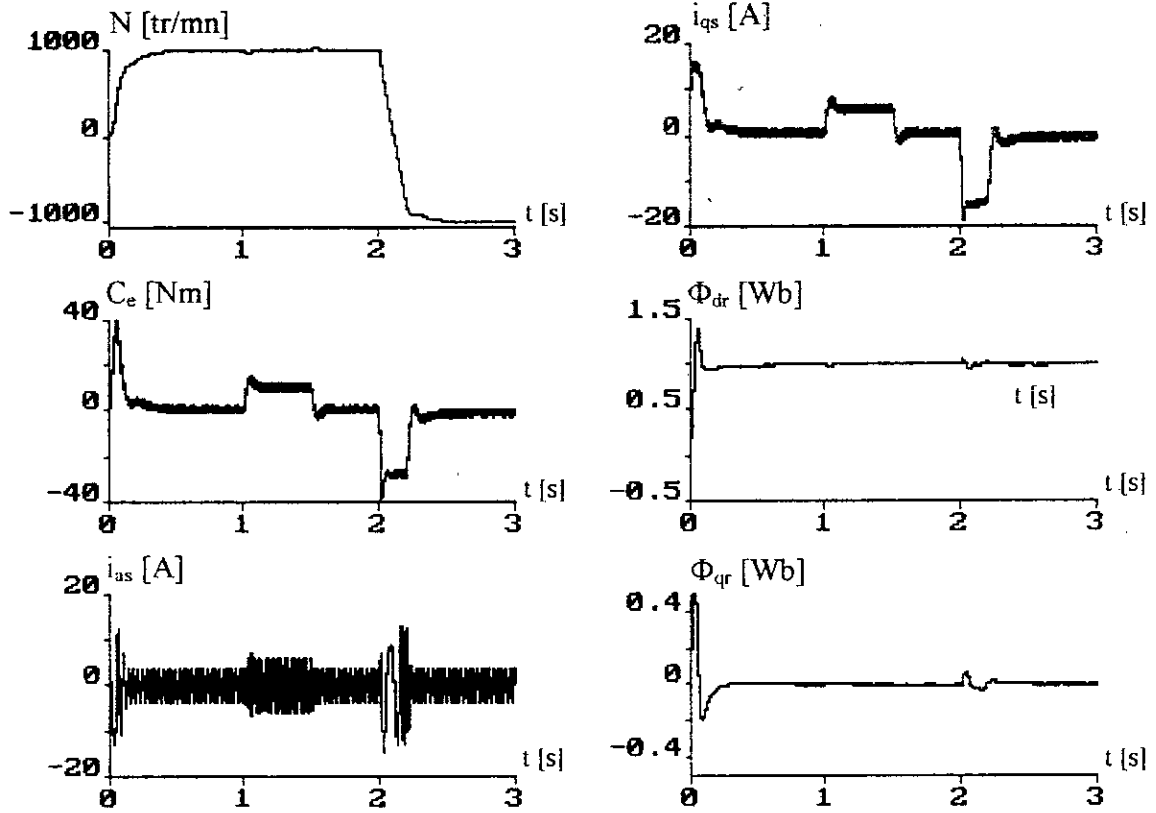 N [tr/mn]
1000
0
-1000
t [s]
0 1 2 3
i_qs [A]
20
0
-20
t [s]
0 1 2 3
C_e [Nm]
40
0
-40
t [s]
0 1 2 3
Φ_dr [Wb]
1.5
0.5
t [s]
-0.5
t [s]
0 1 2 3
i_as [A]
20
0
-20
t [s]
0 1 2 3
Φ_qr [Wb]
0.4
0
-0.4
t [s]
0 1 2 3